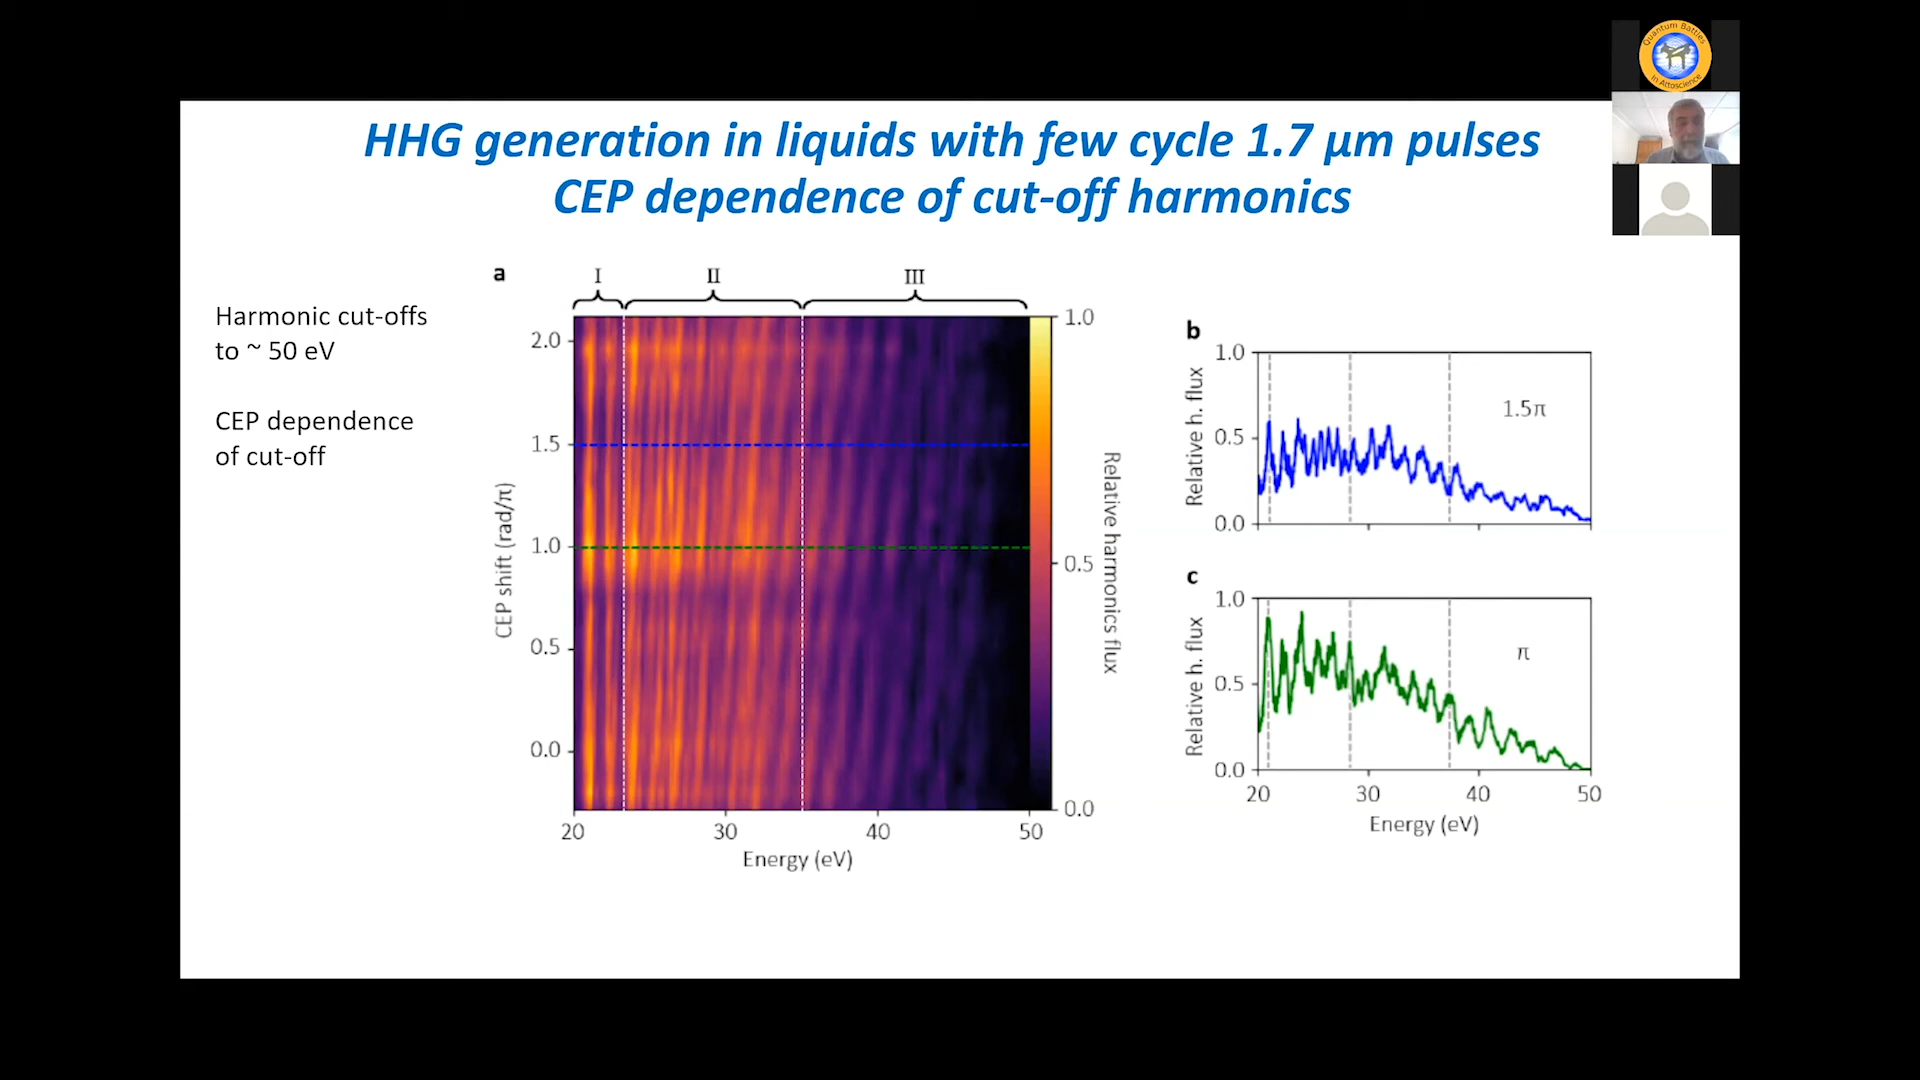 Quantum Battles
In Attoscience
HHG generation in liquids with few cycle 1.7 µm pulses
CEP dependence of cut-off harmonics
Harmonic cut-offs
to ~ 50 eV
CEP dependence
of cut-off
a
I II III
2.0
1.5
1.0
0.5
0.0
CEP shift (rad/π)
20 30 40 50
Energy (eV)
1.0
0.5
0.0
Relative harmonics flux
b
1.0
0.5
0.0
Relative h. flux
1.5π
c
1.0
0.5
0.0
Relative h. flux
π
20 30 40 50
Energy (eV)